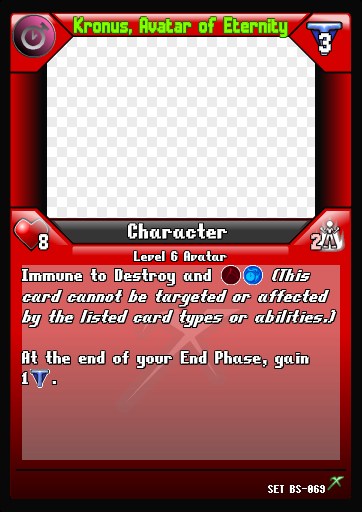 Kronus, Avatar of Eternity
3
8
Character
2
Level 6 Avatar
Immune to Destroy and (This
card cannot be targeted or affected
by the listed card types or abilities.)
At the end of your End Phase, gain
1.
SET BS-069